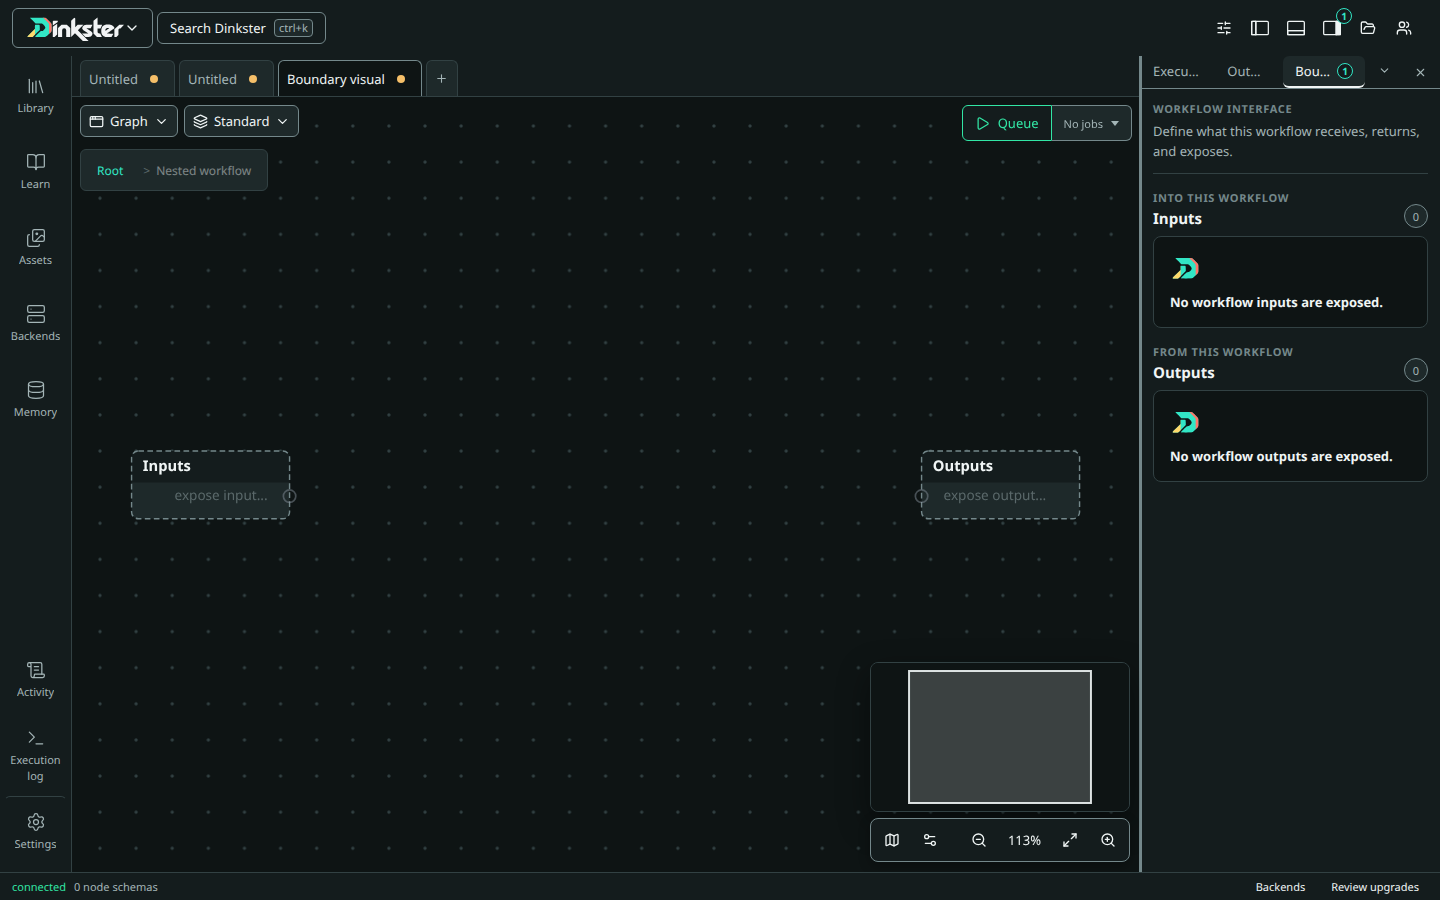 Dinkster
Search Dinkster ctrl+k
1
Library
Learn
Assets
Backends
Memory
Activity
Execution
log
Settings
Untitled
Untitled
Boundary visual
+
Graph
Standard
Queue
No jobs
Root > Nested workflow
Inputs
expose input...
Outputs
expose output...
113%
Execu...
Out...
Bou... 1
WORKFLOW INTERFACE
Define what this workflow receives, returns,
and exposes.
INTO THIS WORKFLOW
Inputs 0
No workflow inputs are exposed.
FROM THIS WORKFLOW
Outputs 0
No workflow outputs are exposed.
connected 0 node schemas
Backends
Review upgrades